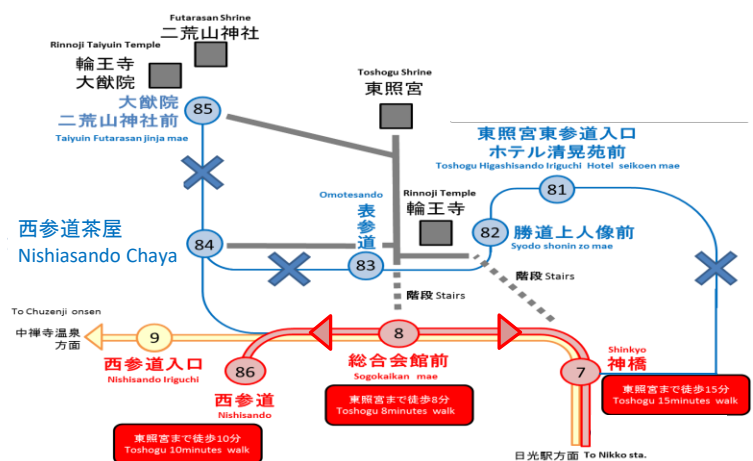 Futarasan Shrine
二荒山神社
Rinnoji Taiyuin Temple
輪王寺
大猷院
大猷院
二荒山神社前
Taiyuin Futarasan jinja mae
85
Toshogu Shrine
東照宮
東照宮東参道入口
ホテル清晃苑前
Toshogu Higashisando Iriguchi Hotel seikoen mae
81
Omotesando
表参道
83
Rinnoji Temple
輪王寺
82
勝道上人像前
Syodo shonin zo mae
西参道茶屋
Nishiasando Chaya
84
階段 Stairs
階段 Stairs
To Chuzenji onsen
中禅寺温泉
方面
9
西参道入口
Nishisando Iriguchi
86
西参道
Nishisando
8
総合会館前
Sogokaikan mae
7
Shinkyo
神橋
東照宮まで徒歩10分
Toshogu 10minutes walk
東照宮まで徒歩8分
Toshogu 8minutes walk
東照宮まで徒歩15分
Toshogu 15minutes walk
日光駅方面 To Nikko sta.